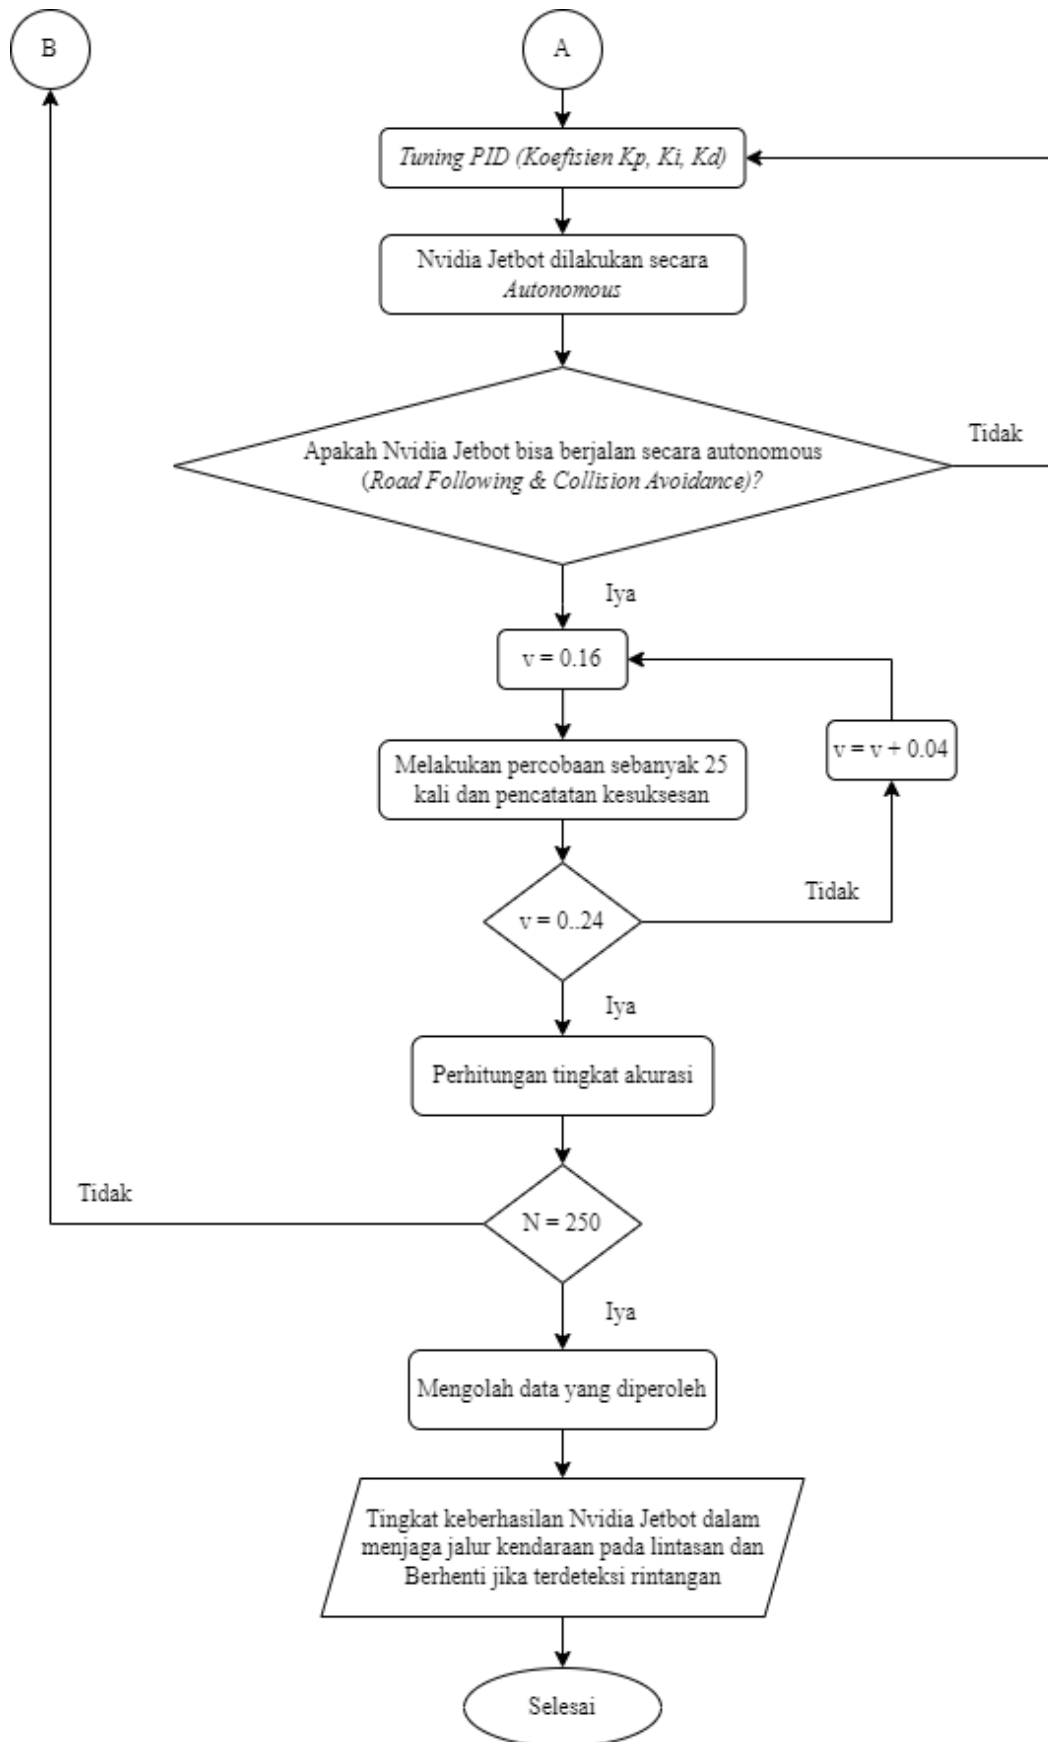 B
A
Tuning PID (Koefisien Kp, Ki, Kd)
Nvidia Jetbot dilakukan secara
Autonomous
Apakah Nvidia Jetbot bisa berjalan secara autonomous
(Road Following & Collision Avoidance)?
Tidak
Iya
v = 0.16
v = v + 0.04
Melakukan percobaan sebanyak 25
kali dan pencatatan kesuksesan
v = 0..24
Tidak
Iya
Perhitungan tingkat akurasi
N = 250
Tidak
Iya
Mengolah data yang diperoleh
Tingkat keberhasilan Nvidia Jetbot dalam
menjaga jalur kendaraan pada lintasan dan
Berhenti jika terdeteksi rintangan
Selesai